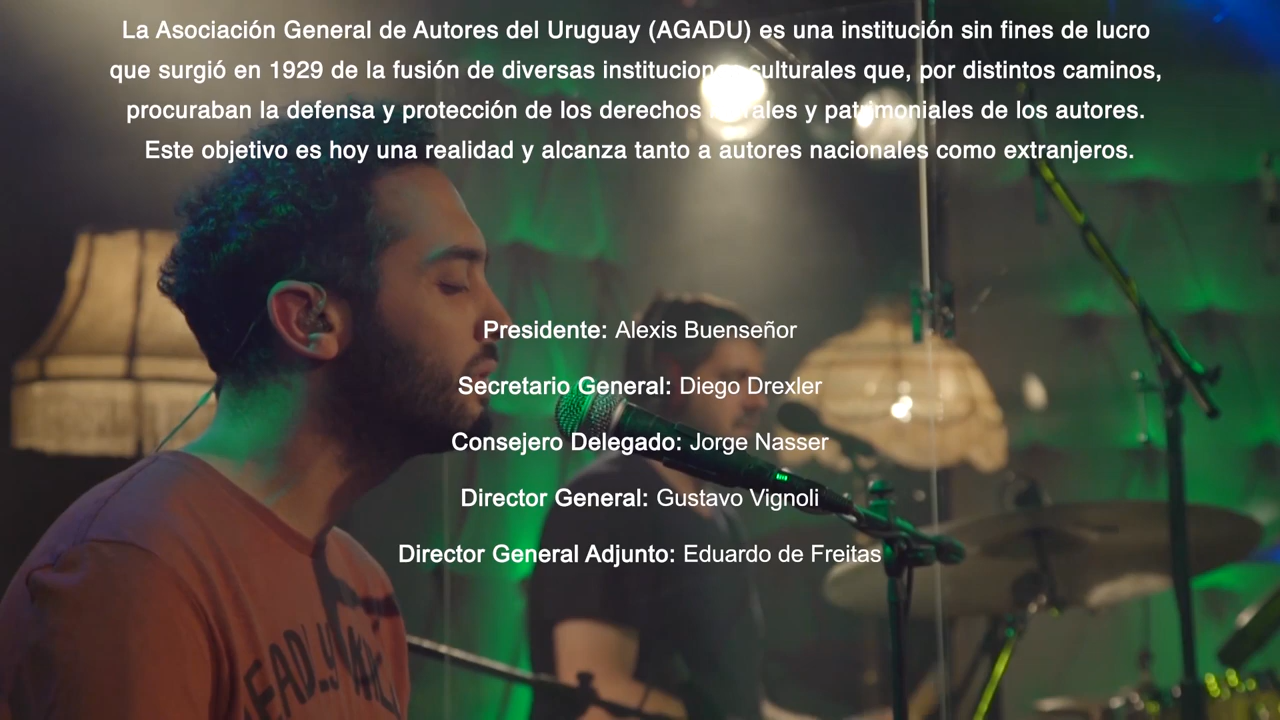 La Asociación General de Autores del Uruguay (AGADU) es una institución sin fines de lucro
que surgió en 1929 de la fusión de diversas instituciones culturales que, por distintos caminos,
procuraban la defensa y protección de los derechos morales y patrimoniales de los autores.
Este objetivo es hoy una realidad y alcanza tanto a autores nacionales como extranjeros.
Presidente: Alexis Buenseñor
Secretario General: Diego Drexler
Consejero Delegado: Jorge Nasser
Director General: Gustavo Vignoli
Director General Adjunto: Eduardo de Freitas